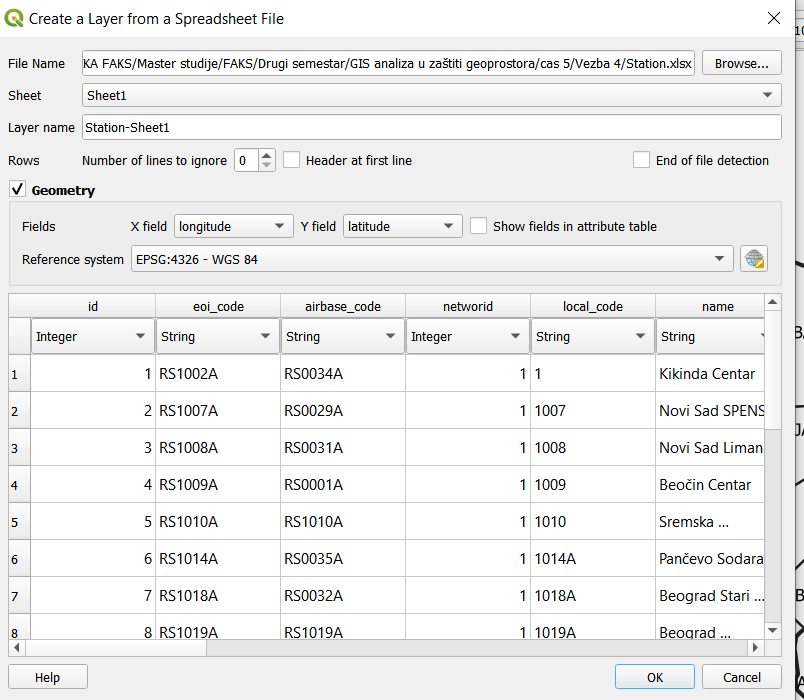 Create a Layer from a Spreadsheet File
File Name KA FAKS/Master studije/FAKS/Drugi semestar/GIS analiza u zaštiti geoprostora/cas 5/Vezba 4/Station.xlsx Browse...
Sheet Sheet1
Layer name Station-Sheet1
Rows Number of lines to ignore 0 Header at first line End of file detection
Geometry
Fields X field longitude Y field latitude Show fields in attribute table
Reference system EPSG:4326 - WGS 84
id eoi_code airbase_code networid local_code name
Integer String String Integer String String
1 1 RS1002A RS0034A 1 1 Kikinda Centar
2 2 RS1007A RS0029A 1 1007 Novi Sad SPENS
3 3 RS1008A RS0031A 1 1008 Novi Sad Liman
4 4 RS1009A RS0001A 1 1009 Beočin Centar
5 5 RS1010A RS1010A 1 1010 Sremska ...
6 6 RS1014A RS0035A 1 1014A Pančevo Sodara
7 7 RS1018A RS0032A 1 1018A Beograd Stari ...
8 8 RS1019A RS1019A 1 1019A Beograd ...
Help OK Cancel